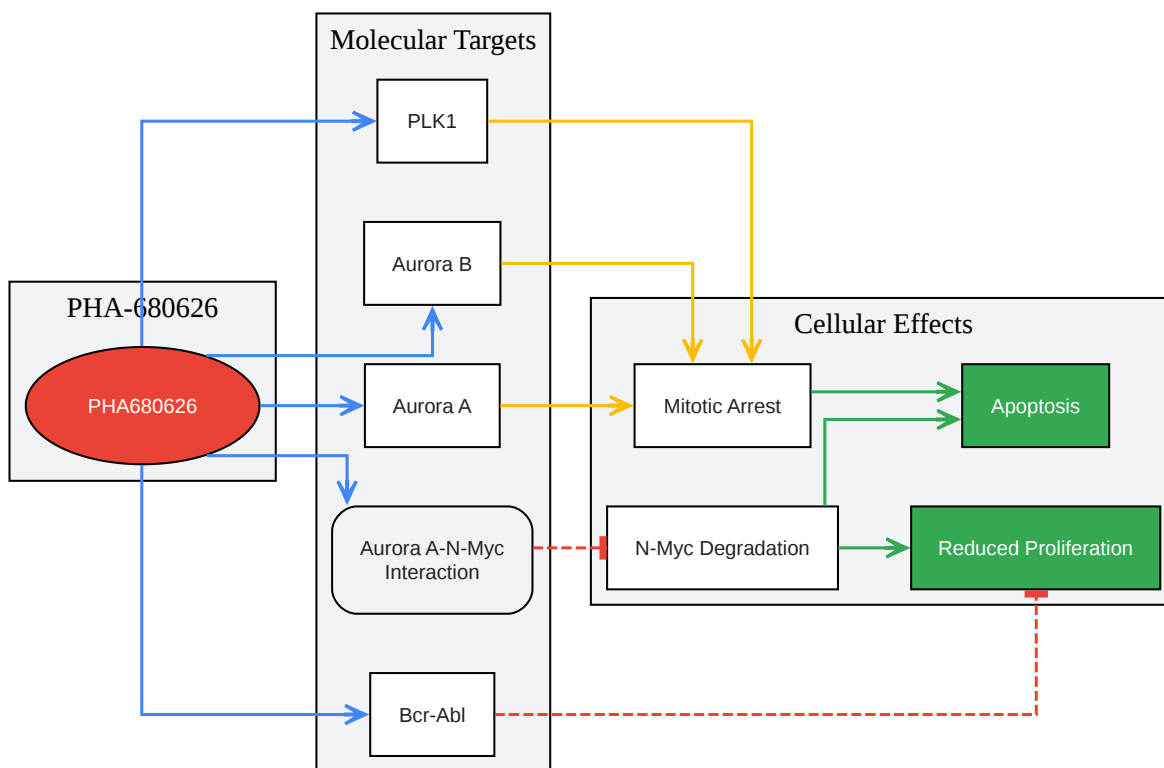 Molecular Targets
PLK1
Aurora B
PHA-680626
Cellular Effects
PHA680626
Aurora A
Mitotic Arrest
Apoptosis
Aurora A-N-Myc
Interaction
N-Myc Degradation
Reduced Proliferation
Bcr-Abl